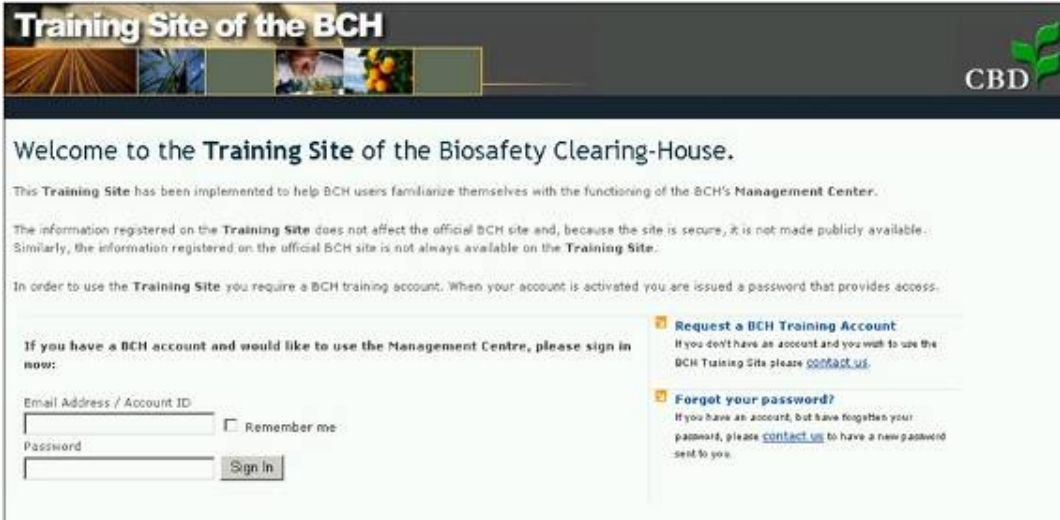 Training Site of the BCH
CBD
Welcome to the Training Site of the Biosafety Clearing-House.
This Training Site has been implemented to help BCH users familiarize themselves with the functioning of the BCH's Management Center.
The information registered on the Training Site does not affect the official BCH site and, because the site is secure, it is not made publicly available.
Similarly, the information registered on the official BCH site is not always available on the Training Site.
In order to use the Training Site you require a BCH training account. When your account is activated you are issued a password that provides access.
If you have a BCH account and would like to use the Management Centre, please sign in
now:
Email Address / Account ID
Remember me
Password
Sign In
Request a BCH Training Account
If you don't have an account and you wish to use the
BCH Training Site please contact us.
Forgot your password?
If you have an account, but have forgotten your
password, please contact us to have a new password
sent to you.